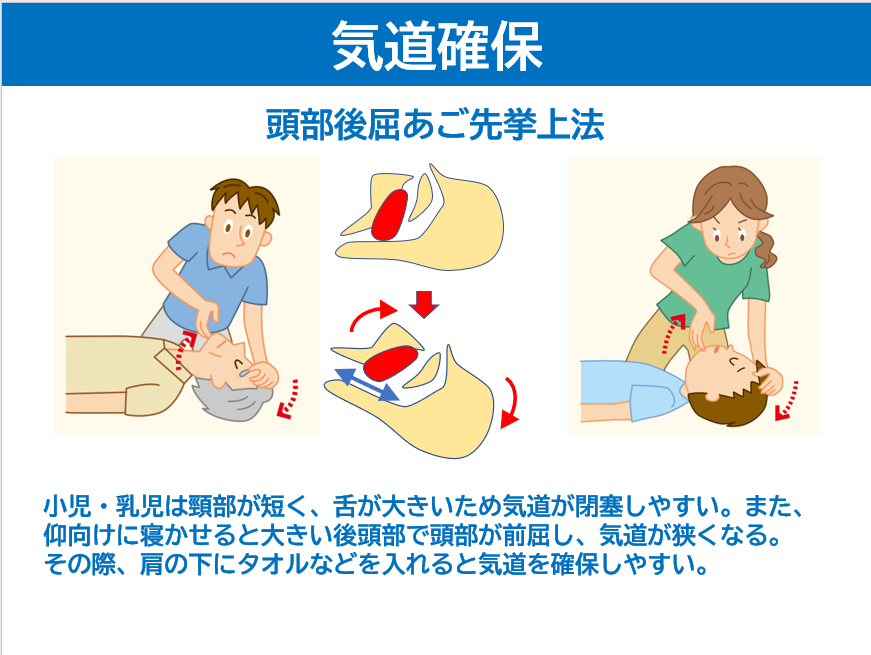 気道確保
頭部後屈あご先挙上法
小児・乳児は頸部が短く、舌が大きいため気道が閉塞しやすい。また、
仰向けに寝かせると大きい後頭部で頭部が前屈し、気道が狭くなる。
その際、肩の下にタオルなどを入れると気道を確保しやすい。